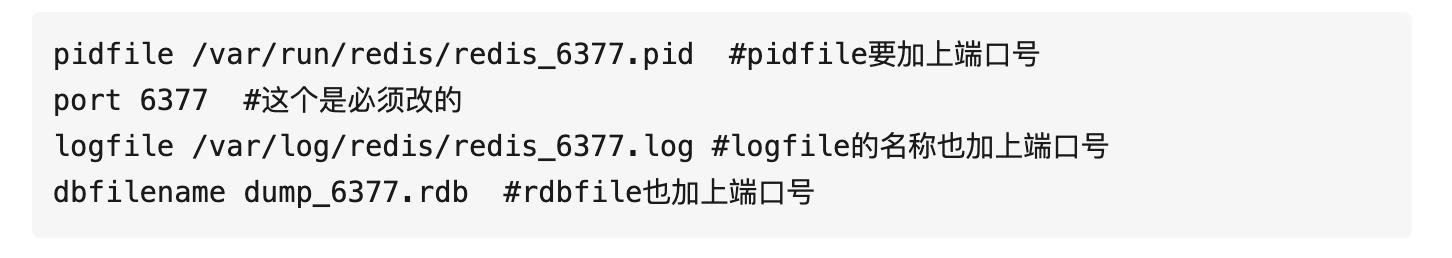 pidfile /var/run/redis/redis_6377.pid  #pidfile要加上端口号
port 6377  #这个是必须改的
logfile /var/log/redis/redis_6377.log #logfile的名称也加上端口号
dbfilename dump_6377.rdb  #rdbfile也加上端口号